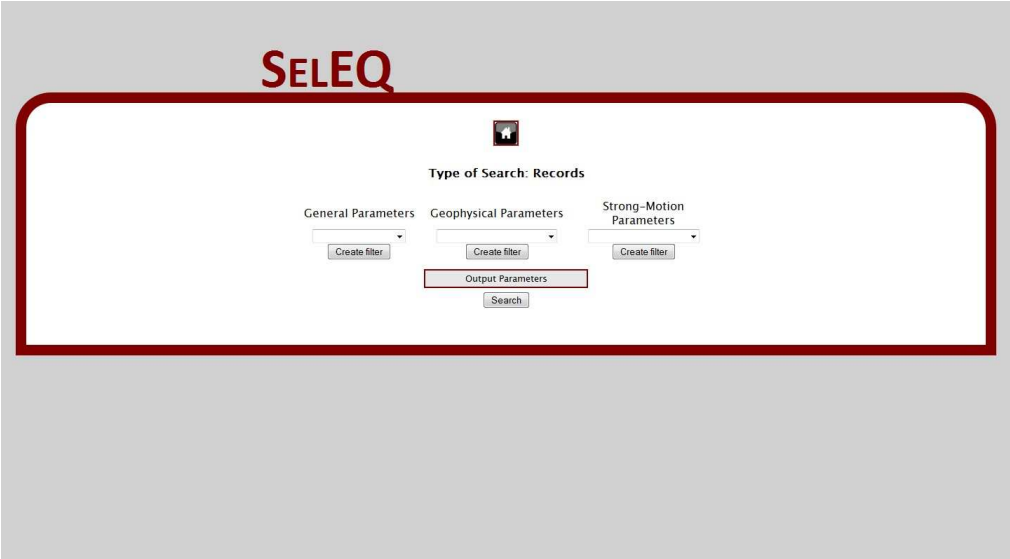 SELEQ
Type of Search: Records
General Parameters
Geophysical Parameters
Strong-Motion
Parameters
Create filter
Create filter
Create filter
Output Parameters
Search